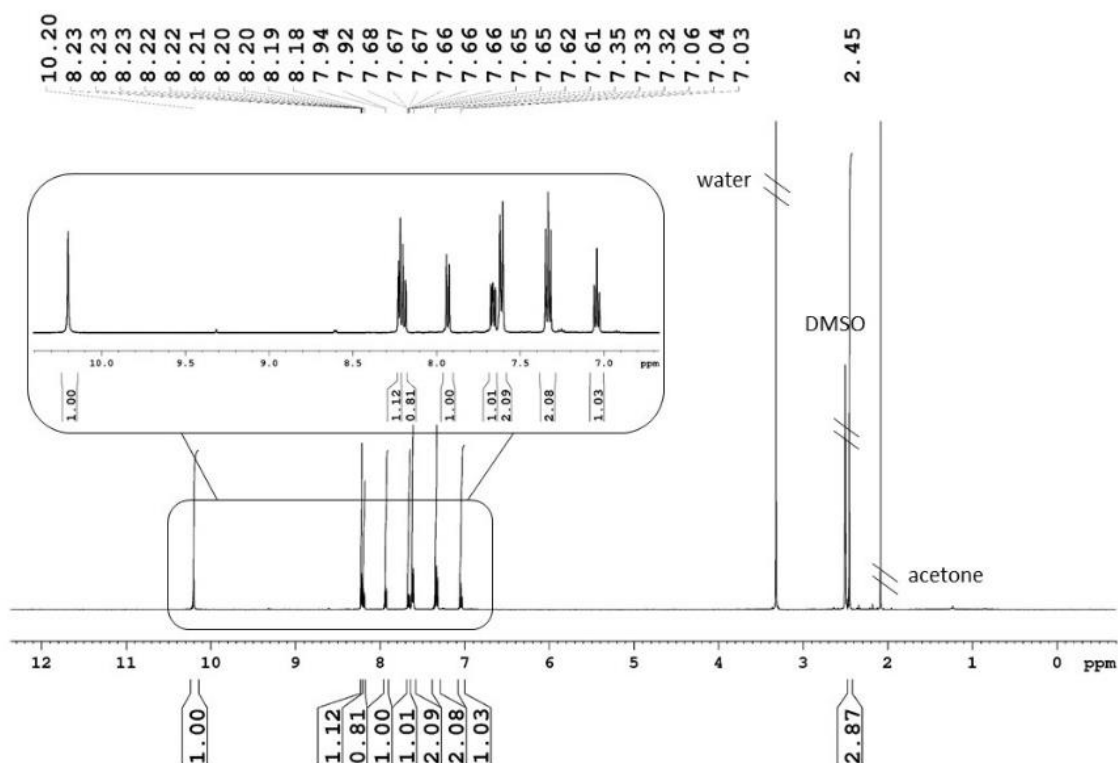 10.20 8.23 8.23 8.23 8.22 8.22 8.21 8.20 8.20 8.19 8.18 7.94 7.92 7.68 7.67 7.67 7.66 7.66 7.66 7.65 7.65 7.62 7.61 7.35 7.33 7.32 7.06 7.04 7.03 2.45
water
DMSO
acetone
10.0 9.5 9.0 8.5 8.0 7.5 7.0 ppm
1.00 1.12 0.81 1.00 1.01 2.09 2.08 1.03
12 11 10 9 8 7 6 5 4 3 2 1 0 ppm
1.00 1.12 0.81 1.00 1.01 2.09 2.08 1.03 2.87